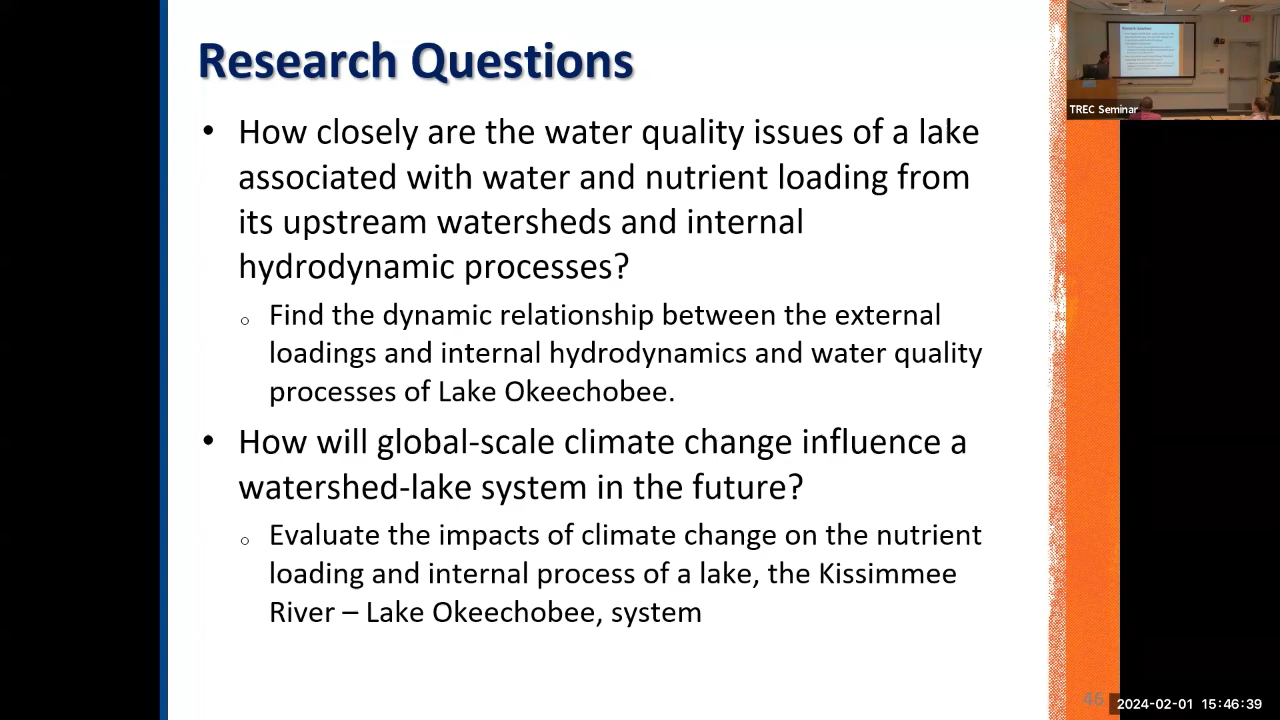 Research Questions
• How closely are the water quality issues of a lake
associated with water and nutrient loading from
its upstream watersheds and internal
hydrodynamic processes?
○ Find the dynamic relationship between the external
loadings and internal hydrodynamics and water quality
processes of Lake Okeechobee.
• How will global-scale climate change influence a
watershed-lake system in the future?
○ Evaluate the impacts of climate change on the nutrient
loading and internal process of a lake, the Kissimmee
River – Lake Okeechobee, system
TREC Seminar
2024-02-01 15:46:39